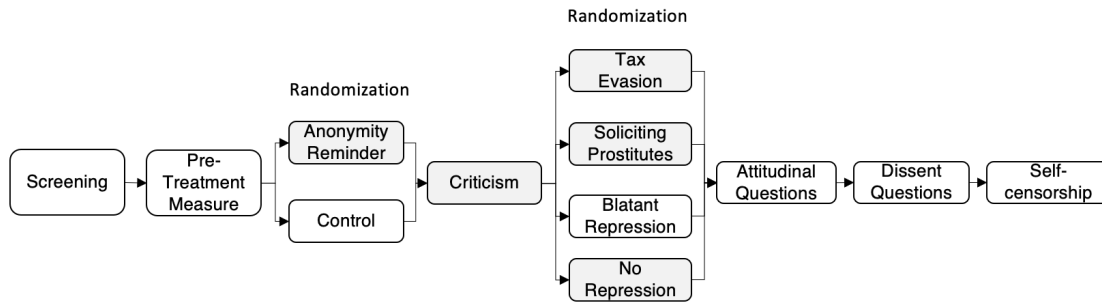 Randomization
Randomization
Screening
Pre-
Treatment
Measure
Anonymity
Reminder
Control
Criticism
Tax
Evasion
Soliciting
Prostitutes
Blatant
Repression
No
Repression
Attitudinal
Questions
Dissent
Questions
Self-
censorship